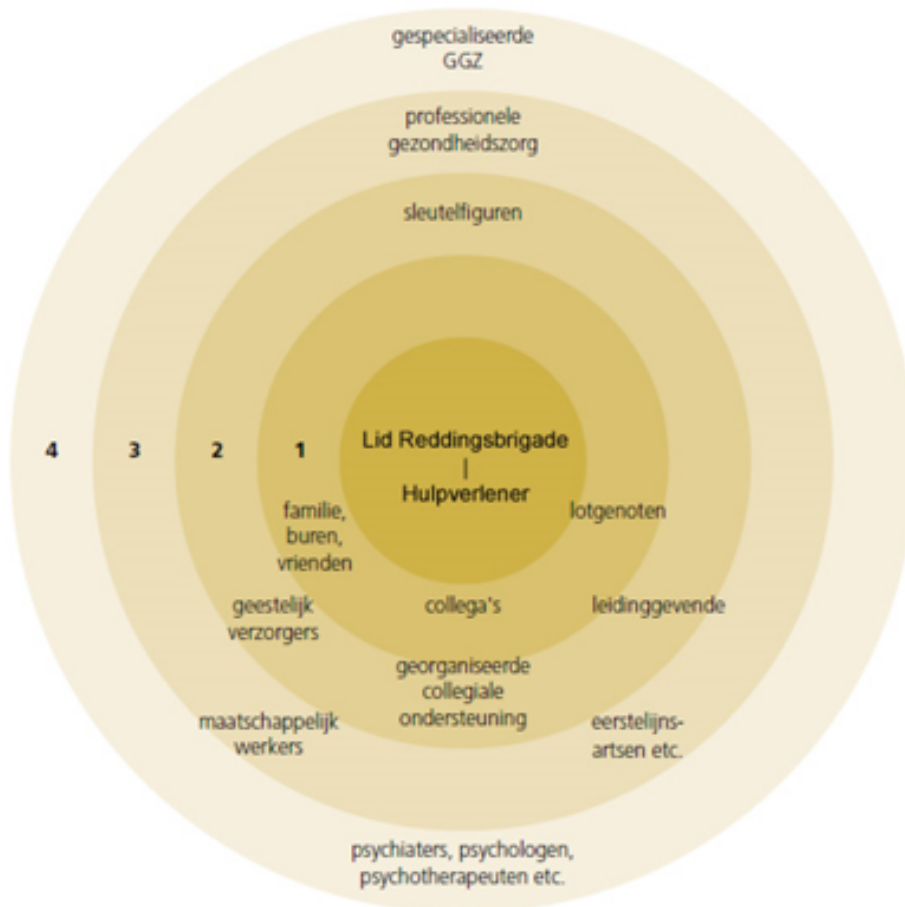 gespecialiseerde
GGZ
professionele
gezondheidszorg
sleutelfiguren
4
3
2
1
Lid Reddingsbrigade
|
Hulpverlener
familie,
buren,
vrienden
lotgenoten
geestelijk
verzorgers
collega's
leidinggevende
georganiseerde
collegiale
ondersteuning
maatschappelijk
werkers
eerstelijns-
artsen etc.
psychiaters, psychologen,
psychotherapeuten etc.